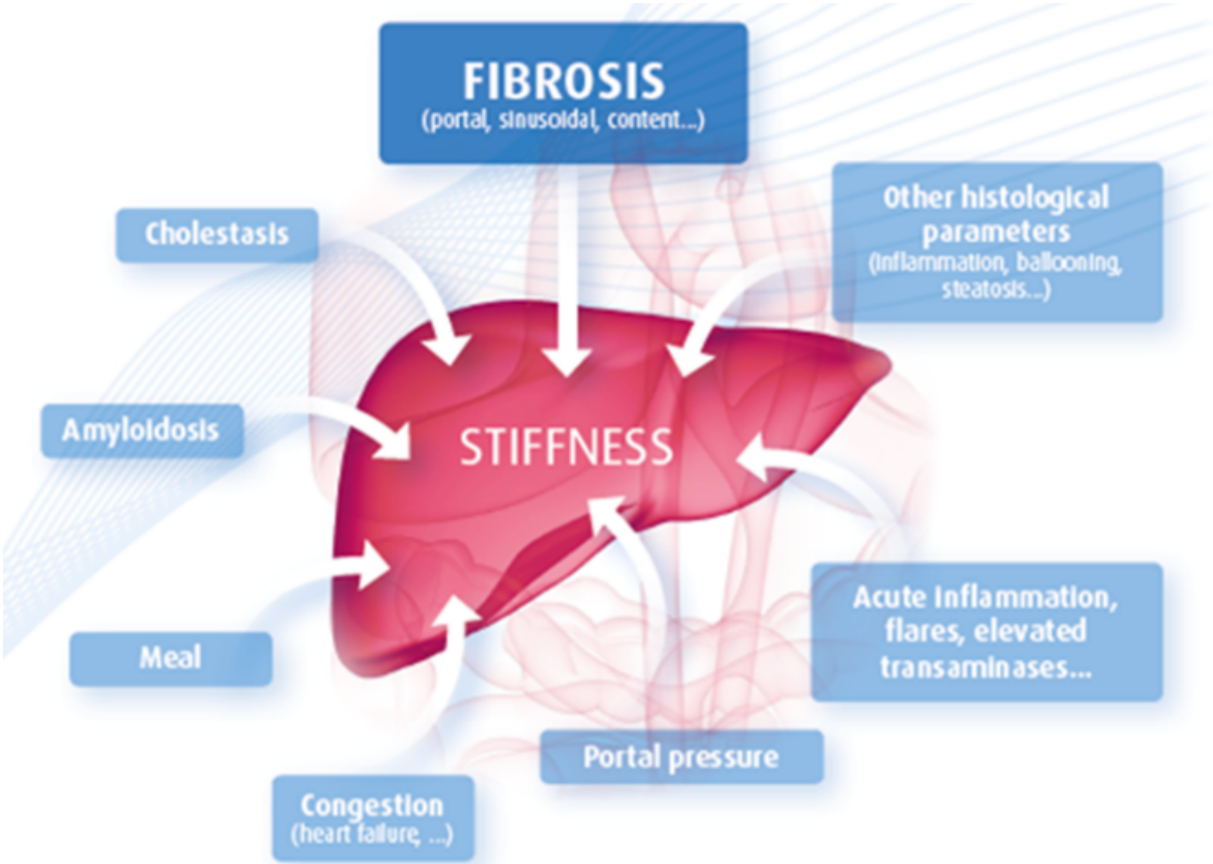 FIBROSIS
(portal, sinusoidal, content...)
Cholestasis
Other histological
parameters
(inflammation, ballooning,
steatosis...)
Amyloidosis
STIFFNESS
Meal
Acute Inflammation,
flares, elevated
transaminases...
Portal pressure
Congestion
(heart failure, ...)